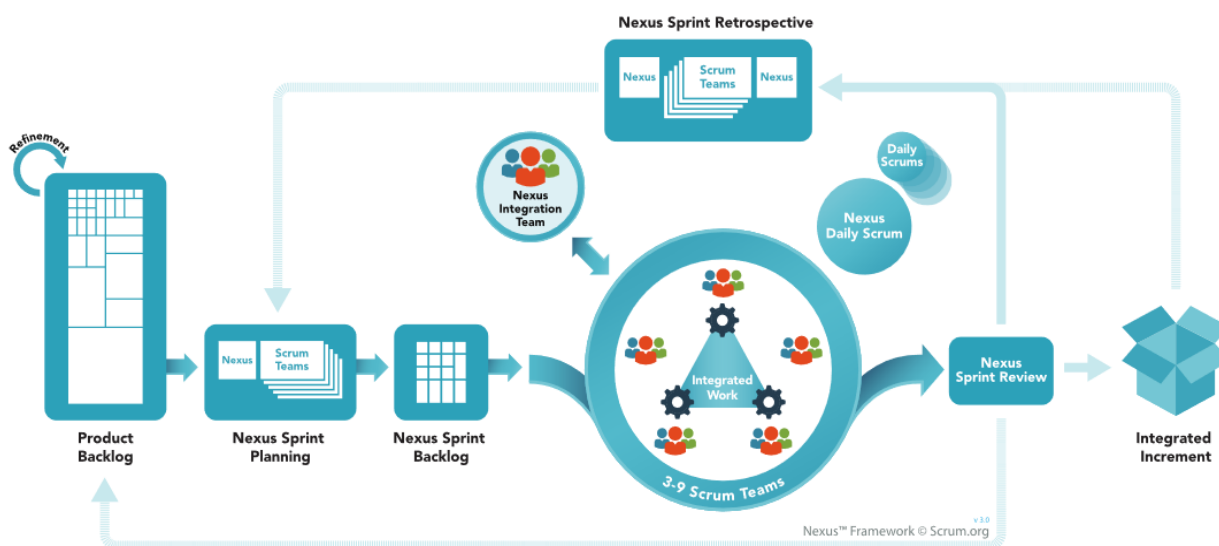 Nexus Sprint Retrospective
Nexus
Scrum
Teams
Nexus
Refinement
Daily
Scrums
Nexus
Integration
Team
Nexus
Daily Scrum
Nexus
Scrum
Teams
Integrated
Work
Nexus
Sprint Review
Product
Backlog
Nexus Sprint
Planning
Nexus Sprint
Backlog
3-9 Scrum Teams
Integrated
Increment
v 3.0
Nexus™ Framework © Scrum.org